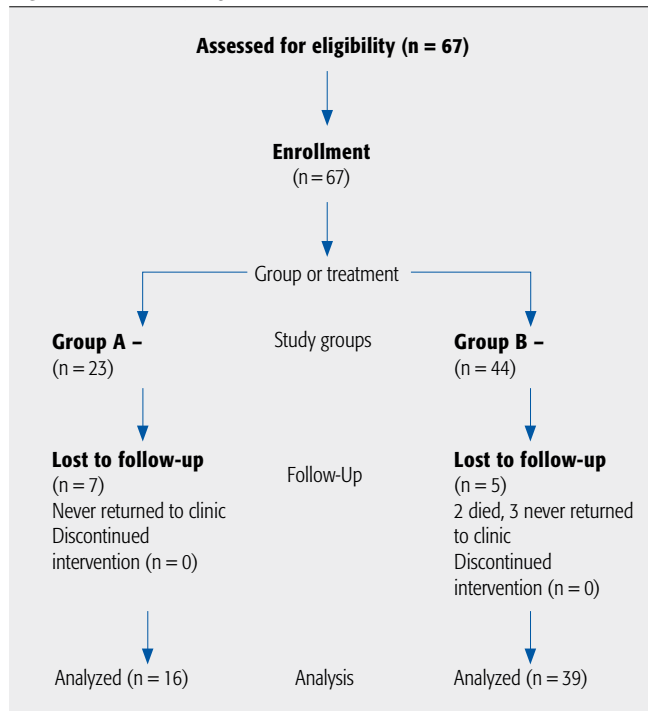 Assessed for eligibility (n = 67)
Enrollment
(n = 67)
Group or treatment
Group A –
(n = 23)
Study groups
Group B –
(n = 44)
Lost to follow-up
(n = 7)
Never returned to clinic
Discontinued
intervention (n = 0)
Follow-Up
Lost to follow-up
(n = 5)
2 died, 3 never returned
to clinic
Discontinued
intervention (n = 0)
Analyzed (n = 16)
Analysis
Analyzed (n = 39)